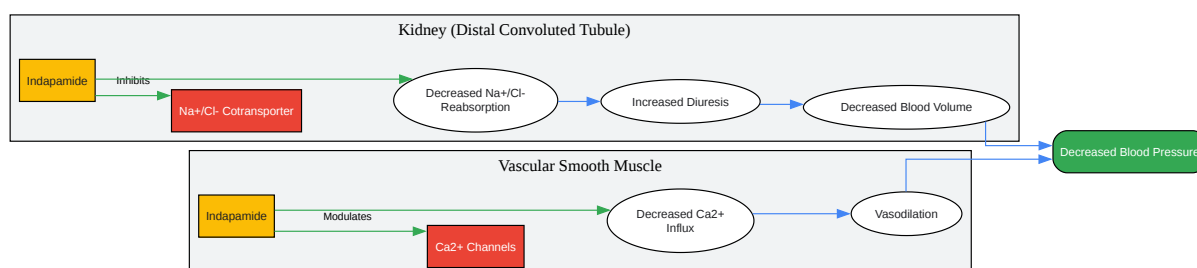 Kidney (Distal Convoluted Tubule)
Indapamide
Inhibits
Na+/Cl- Cotransporter
Decreased Na+/Cl-
Reabsorption
Increased Diuresis
Decreased Blood Volume
Decreased Blood Pressure
Vascular Smooth Muscle
Indapamide
Modulates
Ca2+ Channels
Decreased Ca2+
Influx
Vasodilation